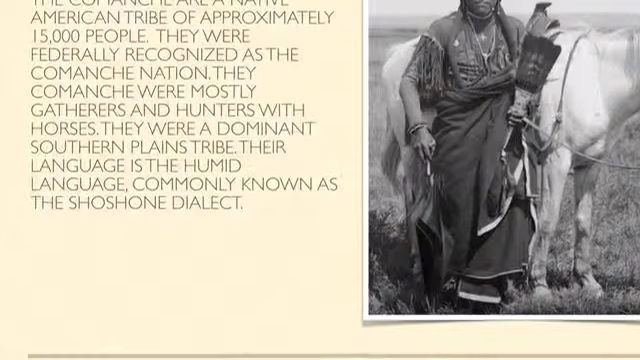 THE COMANCHE ARE A NATIVE
AMERICAN TRIBE OF APPROXIMATELY
15,000 PEOPLE. THEY WERE
FEDERALLY RECOGNIZED AS THE
COMANCHE NATION. THEY
COMANCHE WERE MOSTLY
GATHERERS AND HUNTERS WITH
HORSES. THEY WERE A DOMINANT
SOUTHERN PLAINS TRIBE. THEIR
LANGUAGE IS THE HUMID
LANGUAGE, COMMONLY KNOWN AS
THE SHOSHONE DIALECT.